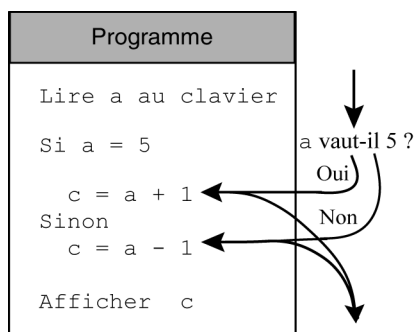 Programme
Lire a au clavier
Si a = 5
a vaut-il 5 ?
Oui
c = a + 1
Non
Sinon
c = a - 1
Afficher c